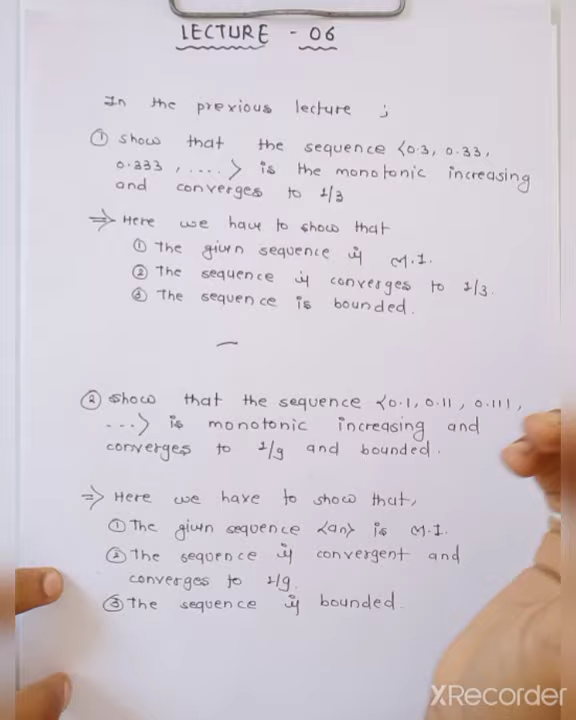 LECTURE - 06
In the previous lecture ;
① show that the sequence <0.3, 0.33,
0.333, ....> is the monotonic increasing
and converges to 1/3
⇒ Here we have to show that
① The given sequence is M.I.
② The sequence is converges to 1/3.
③ The sequence is bounded.
② show that the sequence <0.1, 0.11, 0.111,
...> is monotonic increasing and
converges to 1/9 and bounded.
⇒ Here we have to show that,
① The given sequence <an> is M.I.
② The sequence is convergent and
converges to 1/9.
③ The sequence is bounded.
XRecorder